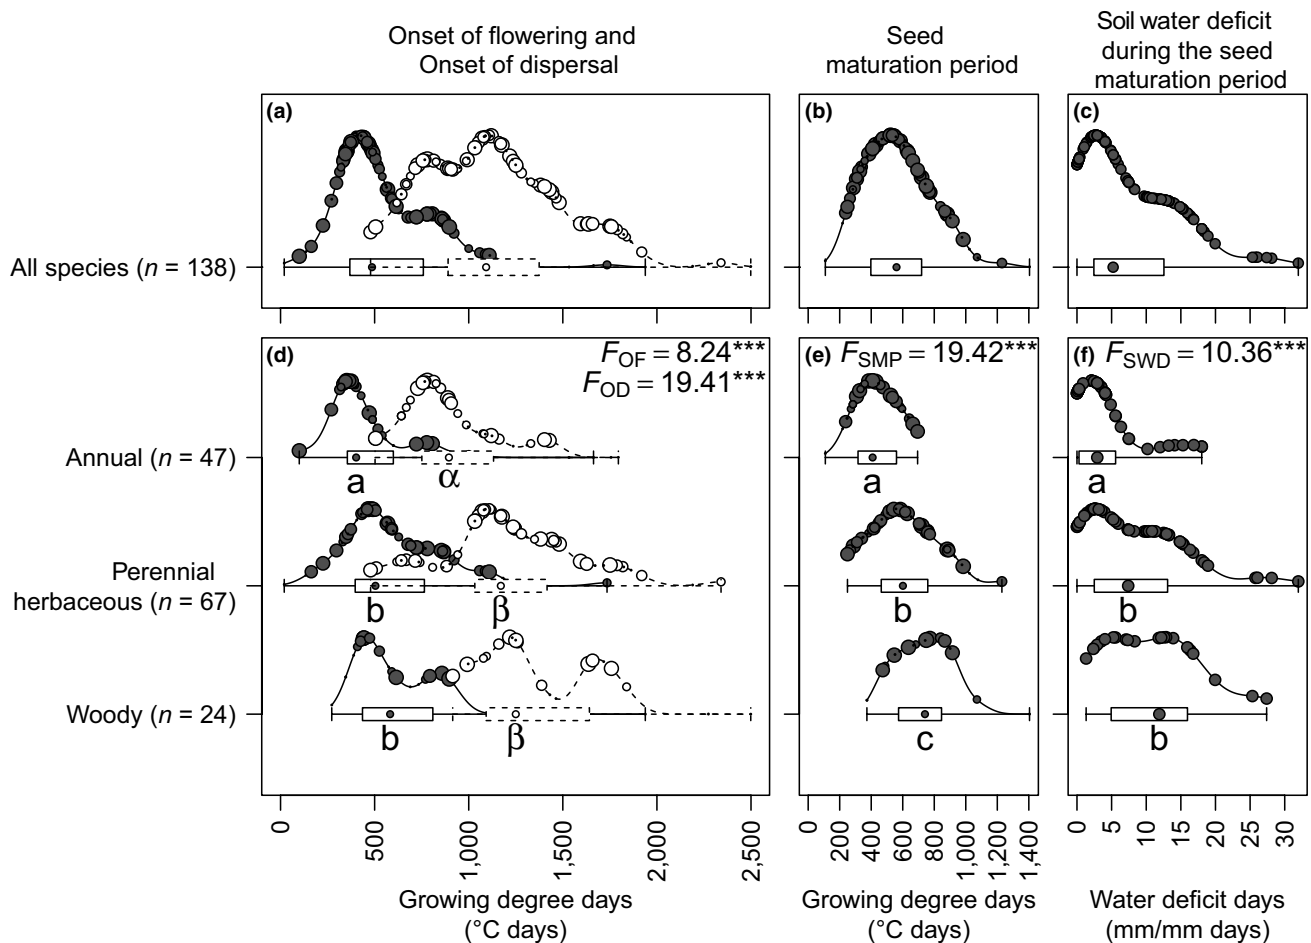 Onset of flowering and
Onset of dispersal
Seed
maturation period
Soil water deficit
during the seed
maturation period
(a)
(b)
(c)
All species (n = 138)
(d)
F_OF = 8.24***
F_OD = 19.41***
(e)
F_SMP = 19.42***
(f)
F_SWD = 10.36***
Annual (n = 47)
a
α
a
a
Perennial
herbaceous (n = 67)
b
β
b
b
Woody (n = 24)
b
β
c
b
0
500
1,000
1,500
2,000
2,500
0
200
400
600
800
1,000
1,200
1,400
0
5
10
15
20
25
30
Growing degree days
(°C days)
Growing degree days
(°C days)
Water deficit days
(mm/mm days)